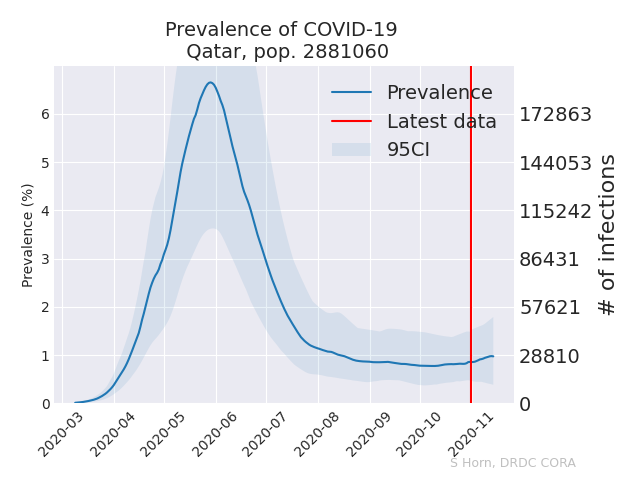 Prevalence of COVID-19
Qatar, pop. 2881060
Prevalence
Latest data
95CI
Prevalence (%)
6
5
4
3
2
1
0
172863
144053
115242
86431
57621
28810
0
# of infections
2020-03
2020-04
2020-05
2020-06
2020-07
2020-08
2020-09
2020-10
2020-11
S Horn, DRDC CORA